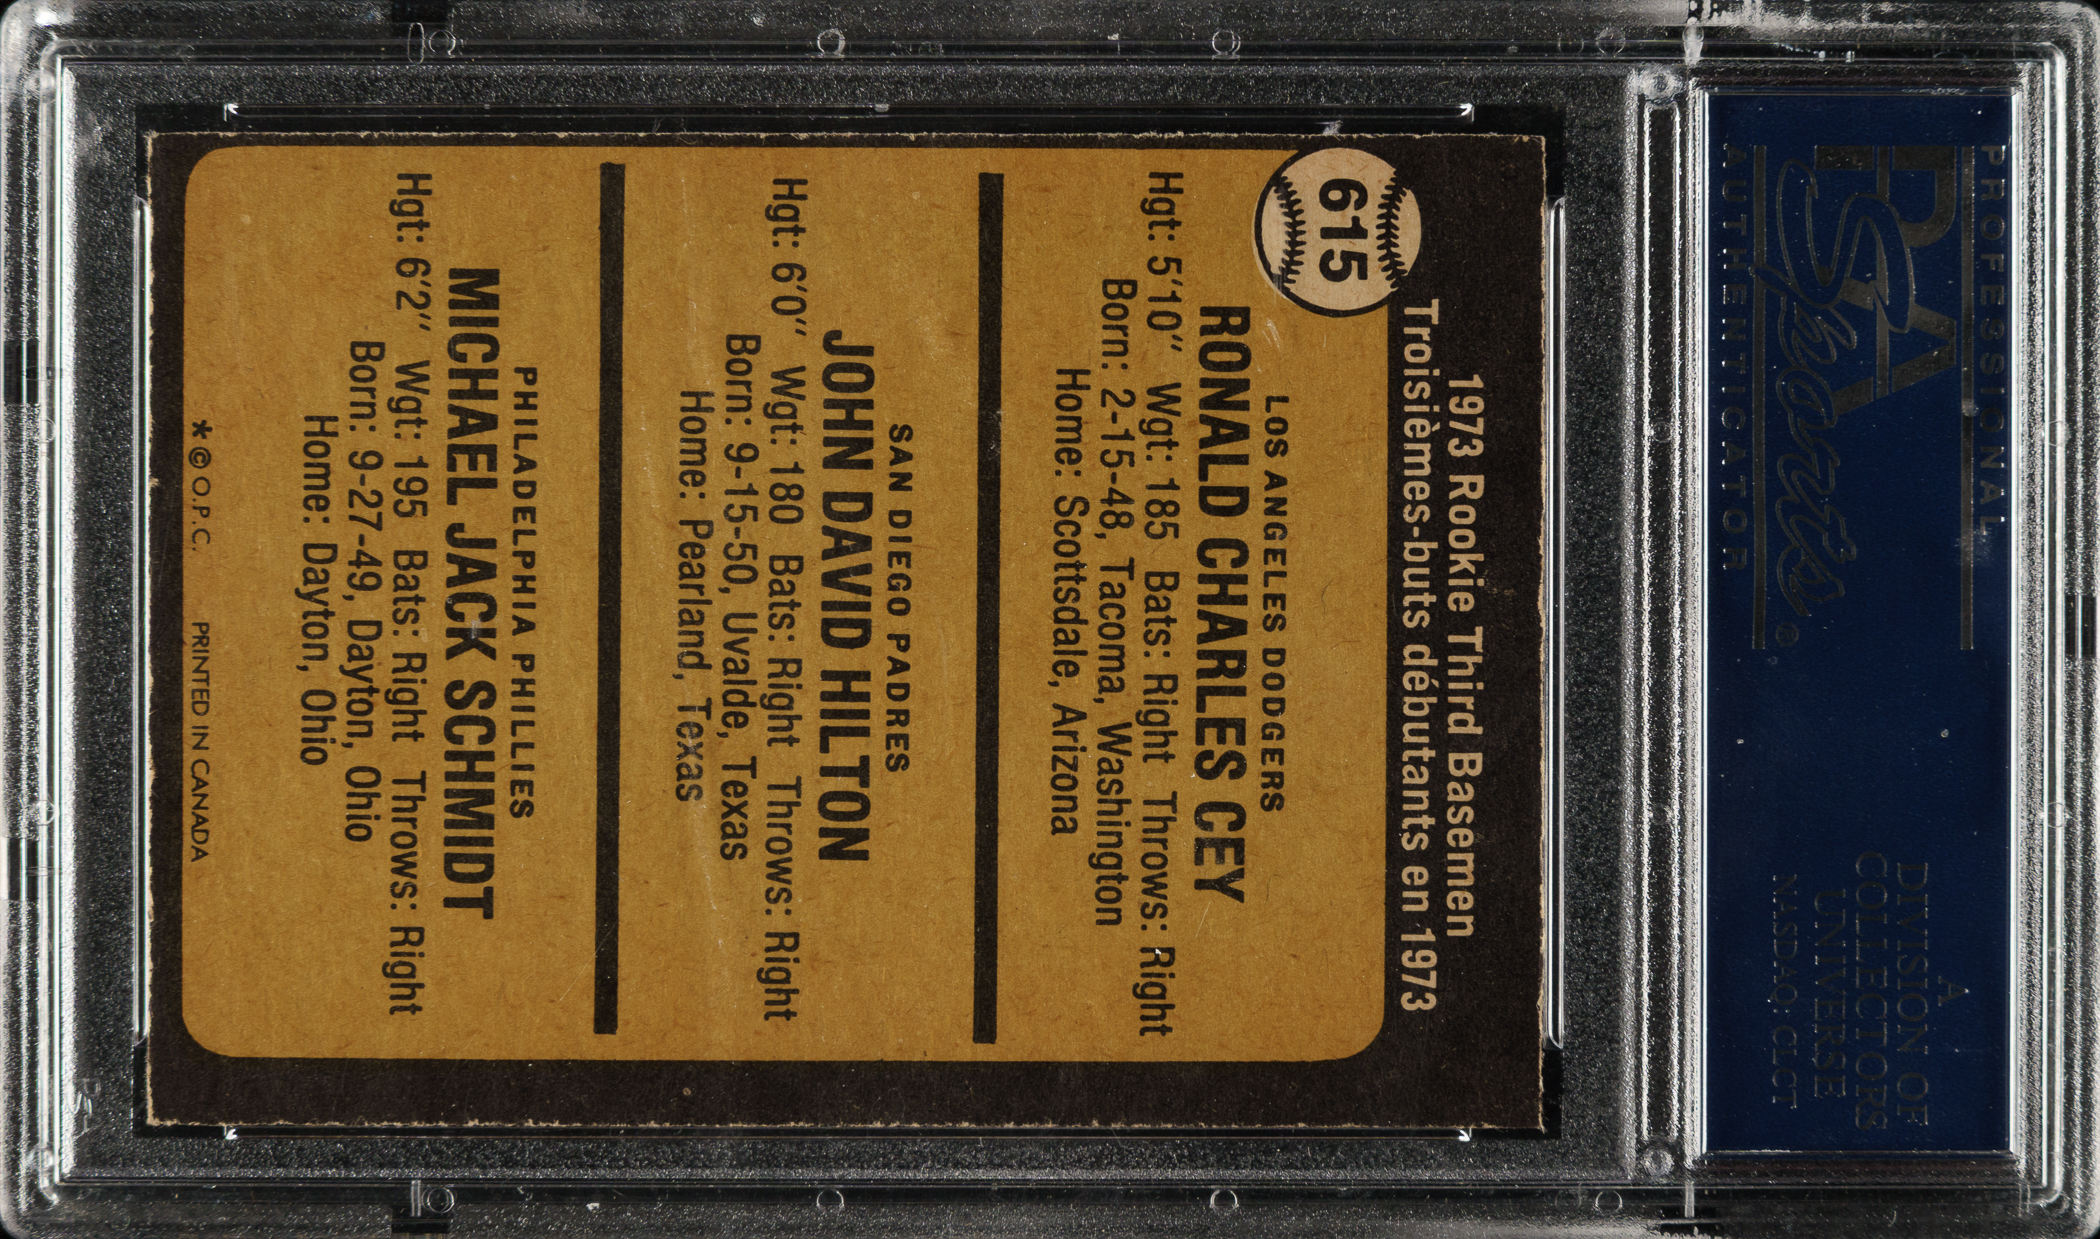 PROFESSIONAL
PSA
Sports
®
AUTHENTICATOR
A
DIVISION OF
COLLECTORS
UNIVERSE
NASDAQ: CLCT
1973 Rookie Third Basemen
Troisièmes-buts débutants en 1973
615
LOS ANGELES DODGERS
RONALD CHARLES CEY
Hgt: 5'10" Wgt: 185 Bats: Right Throws: Right
Born: 2-15-48, Tacoma, Washington
Home: Scottsdale, Arizona
SAN DIEGO PADRES
JOHN DAVID HILTON
Hgt: 6'0" Wgt: 180 Bats: Right Throws: Right
Born: 9-15-50, Uvalde, Texas
Home: Pearland, Texas
PHILADELPHIA PHILLIES
MICHAEL JACK SCHMIDT
Hgt: 6'2" Wgt: 195 Bats: Right Throws: Right
Born: 9-27-49, Dayton, Ohio
Home: Dayton, Ohio
* © O.P.C. PRINTED IN CANADA